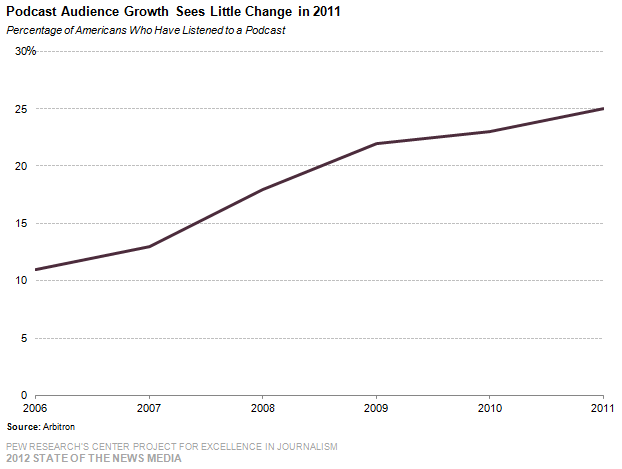 Podcast Audience Growth Sees Little Change in 2011
Percentage of Americans Who Have Listened to a Podcast
30%
25
20
15
10
5
0
2006 2007 2008 2009 2010 2011
Source: Arbitron
PEW RESEARCH'S CENTER PROJECT FOR EXCELLENCE IN JOURNALISM
2012 STATE OF THE NEWS MEDIA